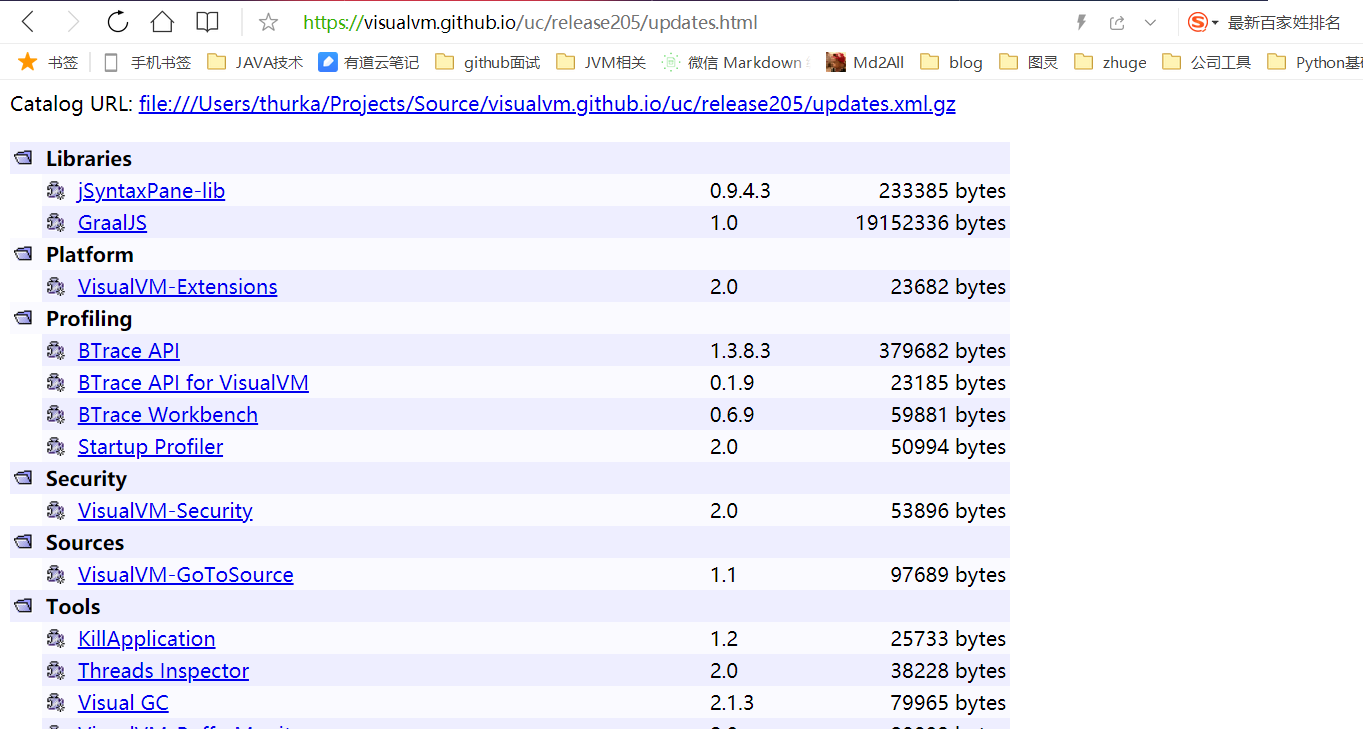 https://visualvm.github.io/uc/release205/updates.html 最新百家姓排名
书签 手机书签 JAVA技术 有道云笔记 github面试 JVM相关 微信 Markdown Md2All blog 图灵 zhuge 公司工具 Python基础
Catalog URL: file:///Users/thurka/Projects/Source/visualvm.github.io/uc/release205/updates.xml.gz
Libraries
jSyntaxPane-lib 0.9.4.3 233385 bytes
GraalJS 1.0 19152336 bytes
Platform
VisualVM-Extensions 2.0 23682 bytes
Profiling
BTrace API 1.3.8.3 379682 bytes
BTrace API for VisualVM 0.1.9 23185 bytes
BTrace Workbench 0.6.9 59881 bytes
Startup Profiler 2.0 50994 bytes
Security
VisualVM-Security 2.0 53896 bytes
Sources
VisualVM-GoToSource 1.1 97689 bytes
Tools
KillApplication 1.2 25733 bytes
Threads Inspector 2.0 38228 bytes
Visual GC 2.1.3 79965 bytes